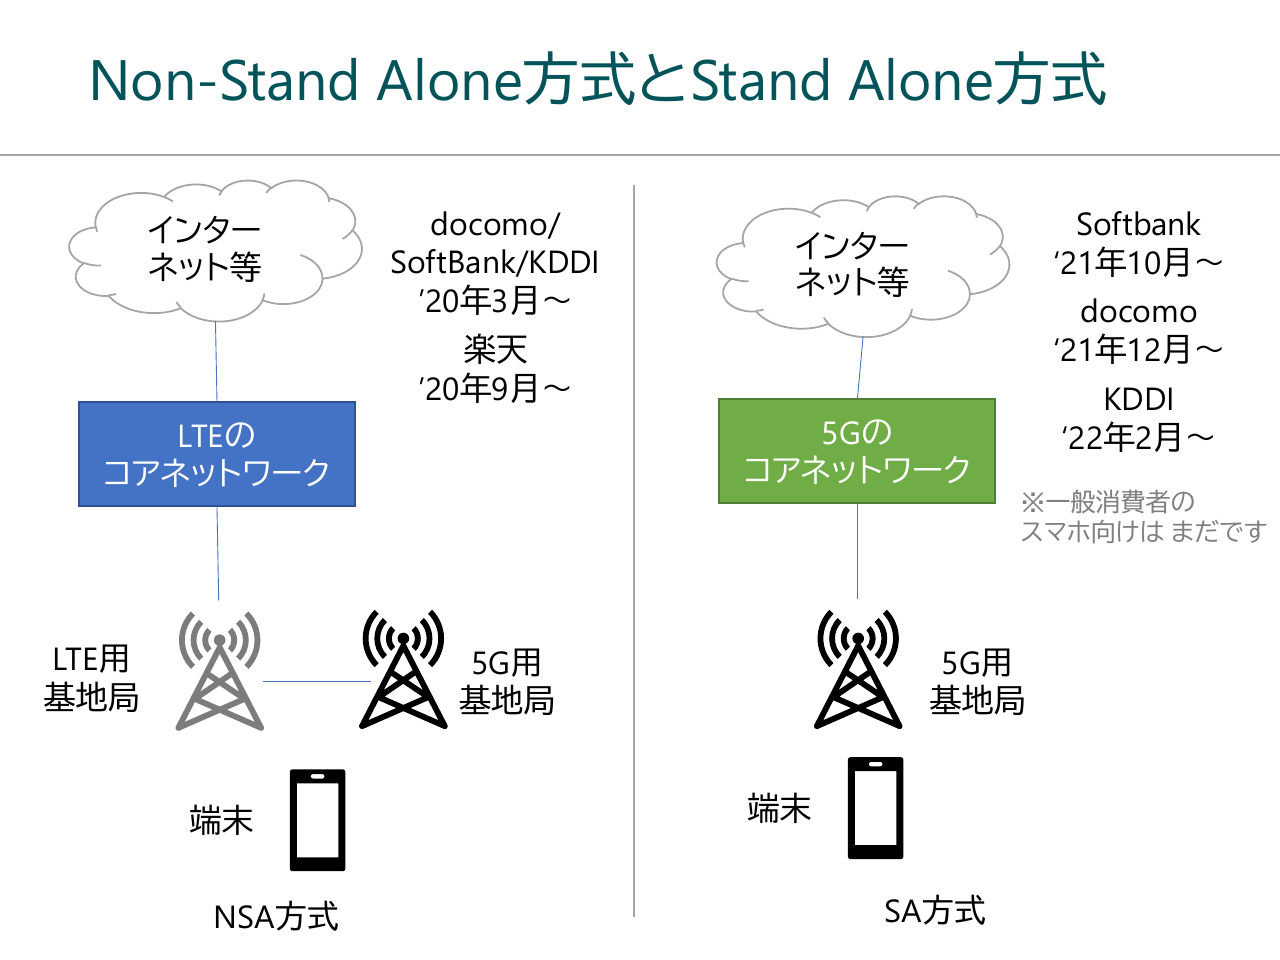 Non-Stand Alone方式とStand Alone方式
インター
ネット等
docomo/
SoftBank/KDDI
‘20年3月～
楽天
’20年9月～
LTEの
コアネットワーク
LTE用
基地局
5G用
基地局
端末
NSA方式
インター
ネット等
Softbank
‘21年10月～
docomo
‘21年12月～
KDDI
‘22年2月～
5Gの
コアネットワーク
※一般消費者の
スマホ向けは まだです
5G用
基地局
端末
SA方式